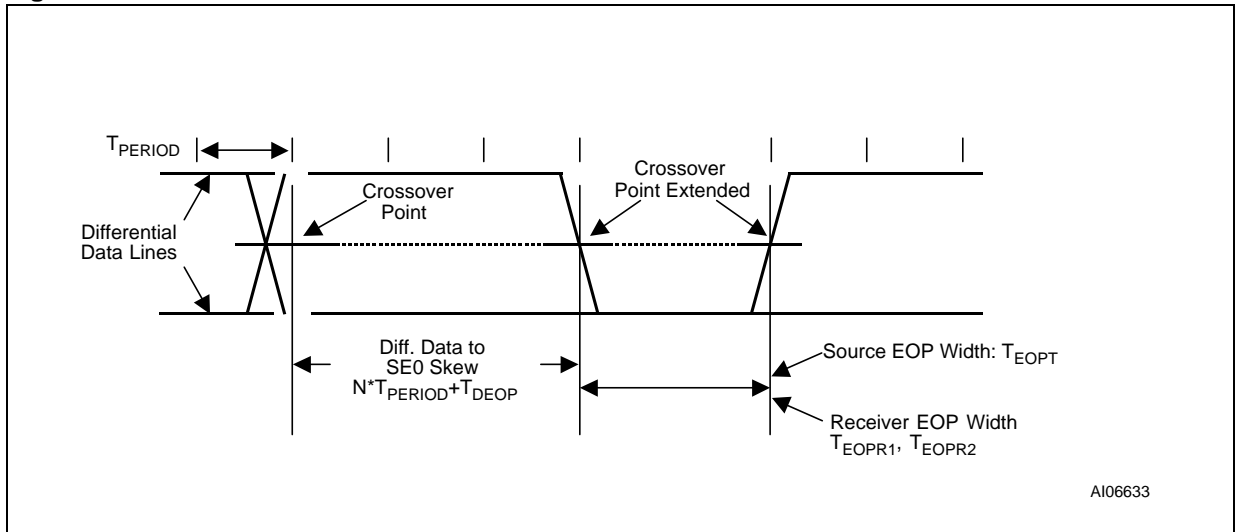 TPERIOD
Crossover
Point
Crossover
Point Extended
Differential
Data Lines
Diff. Data to
SE0 Skew
N*TPERIOD+TDEOP
Source EOP Width: TEOPT
Receiver EOP Width
TEOPR1, TEOPR2
AI06633